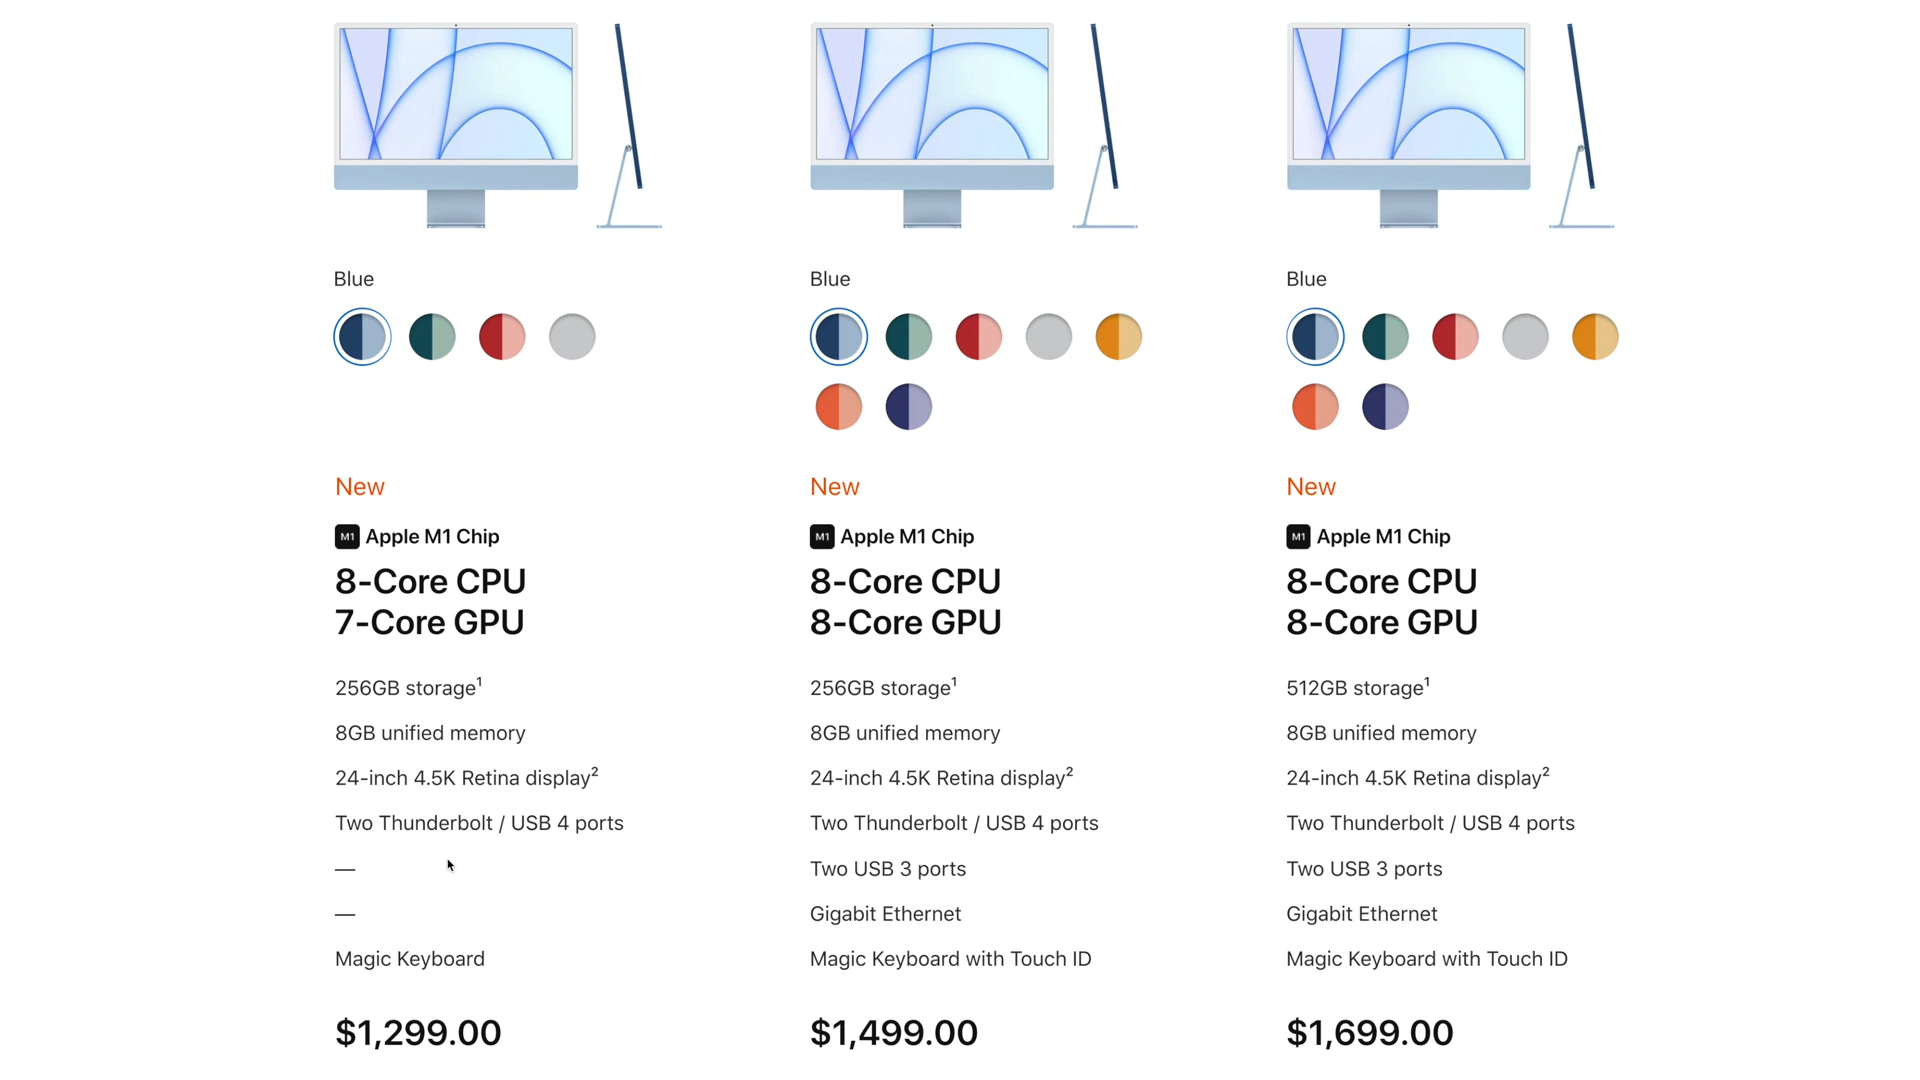 Blue
New
M1 Apple M1 Chip
8-Core CPU
7-Core GPU
256GB storage¹
8GB unified memory
24-inch 4.5K Retina display²
Two Thunderbolt / USB 4 ports
—
—
Magic Keyboard
$1,299.00
Blue
New
M1 Apple M1 Chip
8-Core CPU
8-Core GPU
256GB storage¹
8GB unified memory
24-inch 4.5K Retina display²
Two Thunderbolt / USB 4 ports
Two USB 3 ports
Gigabit Ethernet
Magic Keyboard with Touch ID
$1,499.00
Blue
New
M1 Apple M1 Chip
8-Core CPU
8-Core GPU
512GB storage¹
8GB unified memory
24-inch 4.5K Retina display²
Two Thunderbolt / USB 4 ports
Two USB 3 ports
Gigabit Ethernet
Magic Keyboard with Touch ID
$1,699.00